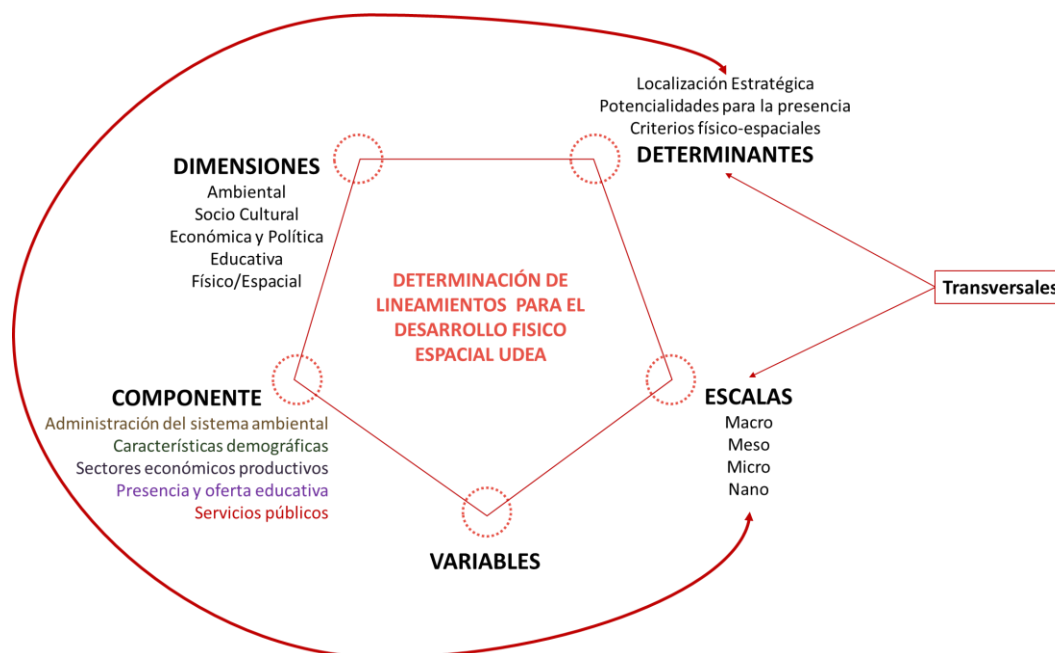 Localización Estratégica
Potencialidades para la presencia
Criterios físico-espaciales
DETERMINANTES
DIMENSIONES
Ambiental
Socio Cultural
Económica y Política
Educativa
Físico/Espacial
DETERMINACIÓN DE
LINEAMIENTOS PARA EL
DESARROLLO FISICO
ESPACIAL UDEA
Transversales
COMPONENTE
Administración del sistema ambiental
Características demográficas
Sectores económicos productivos
Presencia y oferta educativa
Servicios públicos
ESCALAS
Macro
Meso
Micro
Nano
VARIABLES